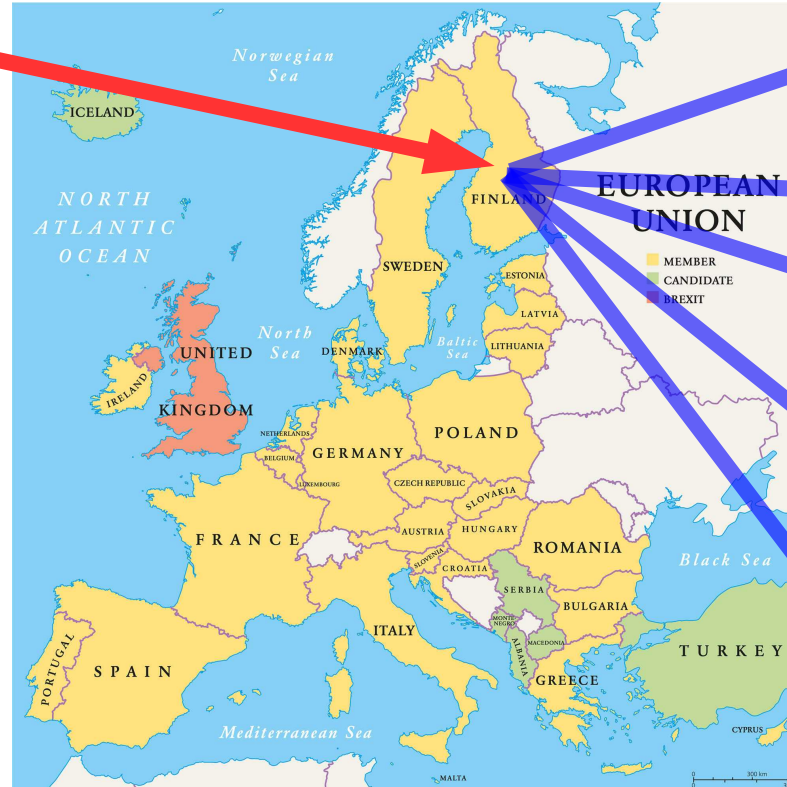 Norwegian
Sea
ICELAND
NORTH
ATLANTIC
OCEAN
FINLAND
EUROPEAN
UNION
MEMBER
CANDIDATE
BREXIT
SWEDEN
ESTONIA
LATVIA
LITHUANIA
Baltic
Sea
North
Sea
DENMARK
UNITED
KINGDOM
IRELAND
NETHERLANDS
BELGIUM
LUXEMBOURG
GERMANY
POLAND
CZECH REPUBLIC
SLOVAKIA
AUSTRIA
HUNGARY
FRANCE
SLOVENIA
CROATIA
ROMANIA
Black Sea
SERBIA
BULGARIA
MONTE-
NEGRO
MACEDONIA
ALBANIA
ITALY
PORTUGAL
SPAIN
GREECE
TURKEY
Mediterranean Sea
CYPRUS
MALTA
0
300 km